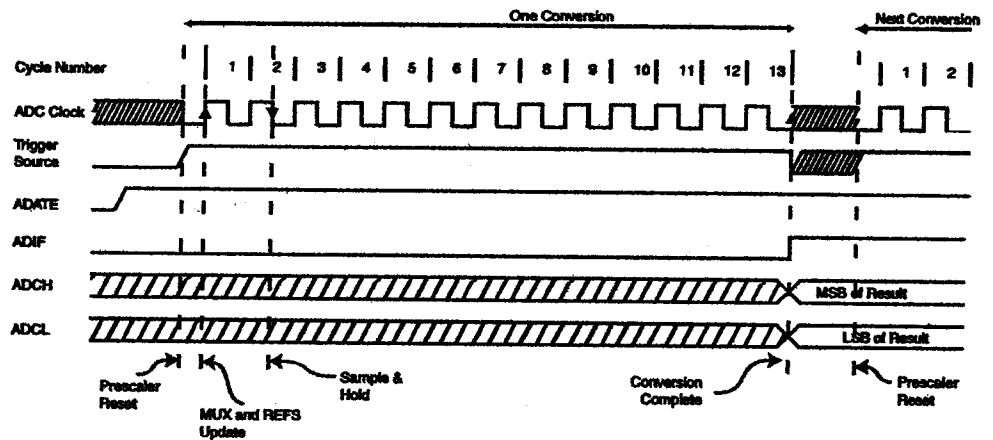 One Conversion
Next Conversion
Cycle Number
1 2 3 4 5 6 7 8 9 10 11 12 13 1 2
ADC Clock
Trigger
Source
ADATE
ADIF
ADCH
MSB of Result
ADCL
LSB of Result
Prescaler
Reset
MUX and REFS
Update
Sample &
Hold
Conversion
Complete
Prescaler
Reset